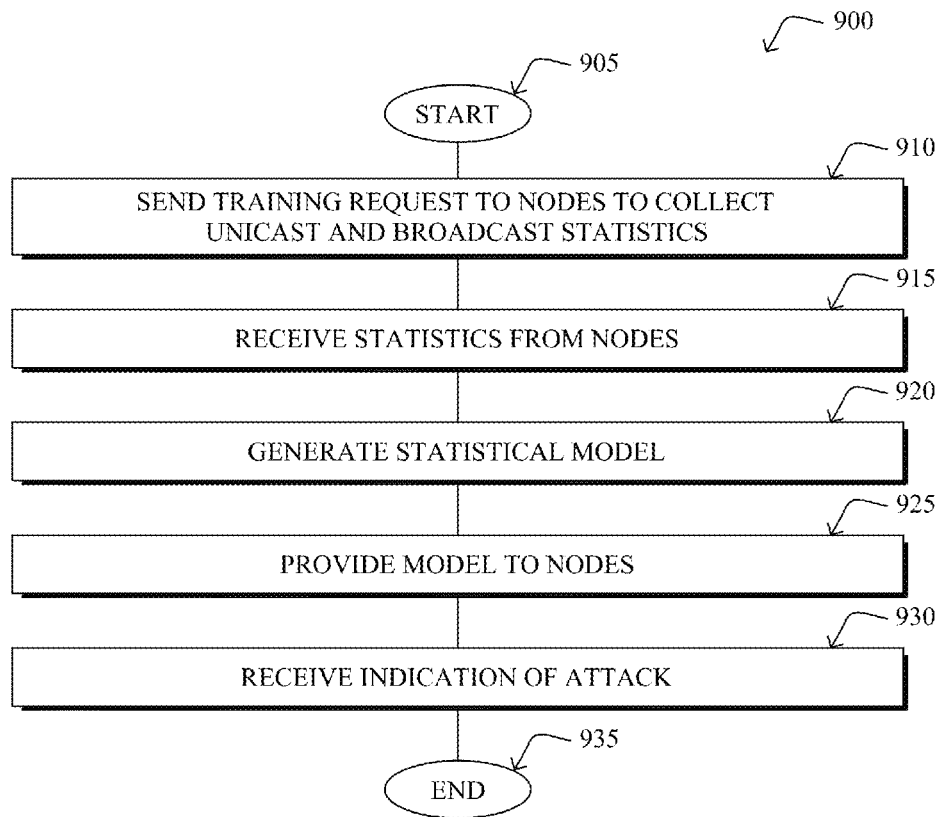 900
905
START
910
SEND TRAINING REQUEST TO NODES TO COLLECT
UNICAST AND BROADCAST STATISTICS
915
RECEIVE STATISTICS FROM NODES
920
GENERATE STATISTICAL MODEL
925
PROVIDE MODEL TO NODES
930
RECEIVE INDICATION OF ATTACK
935
END